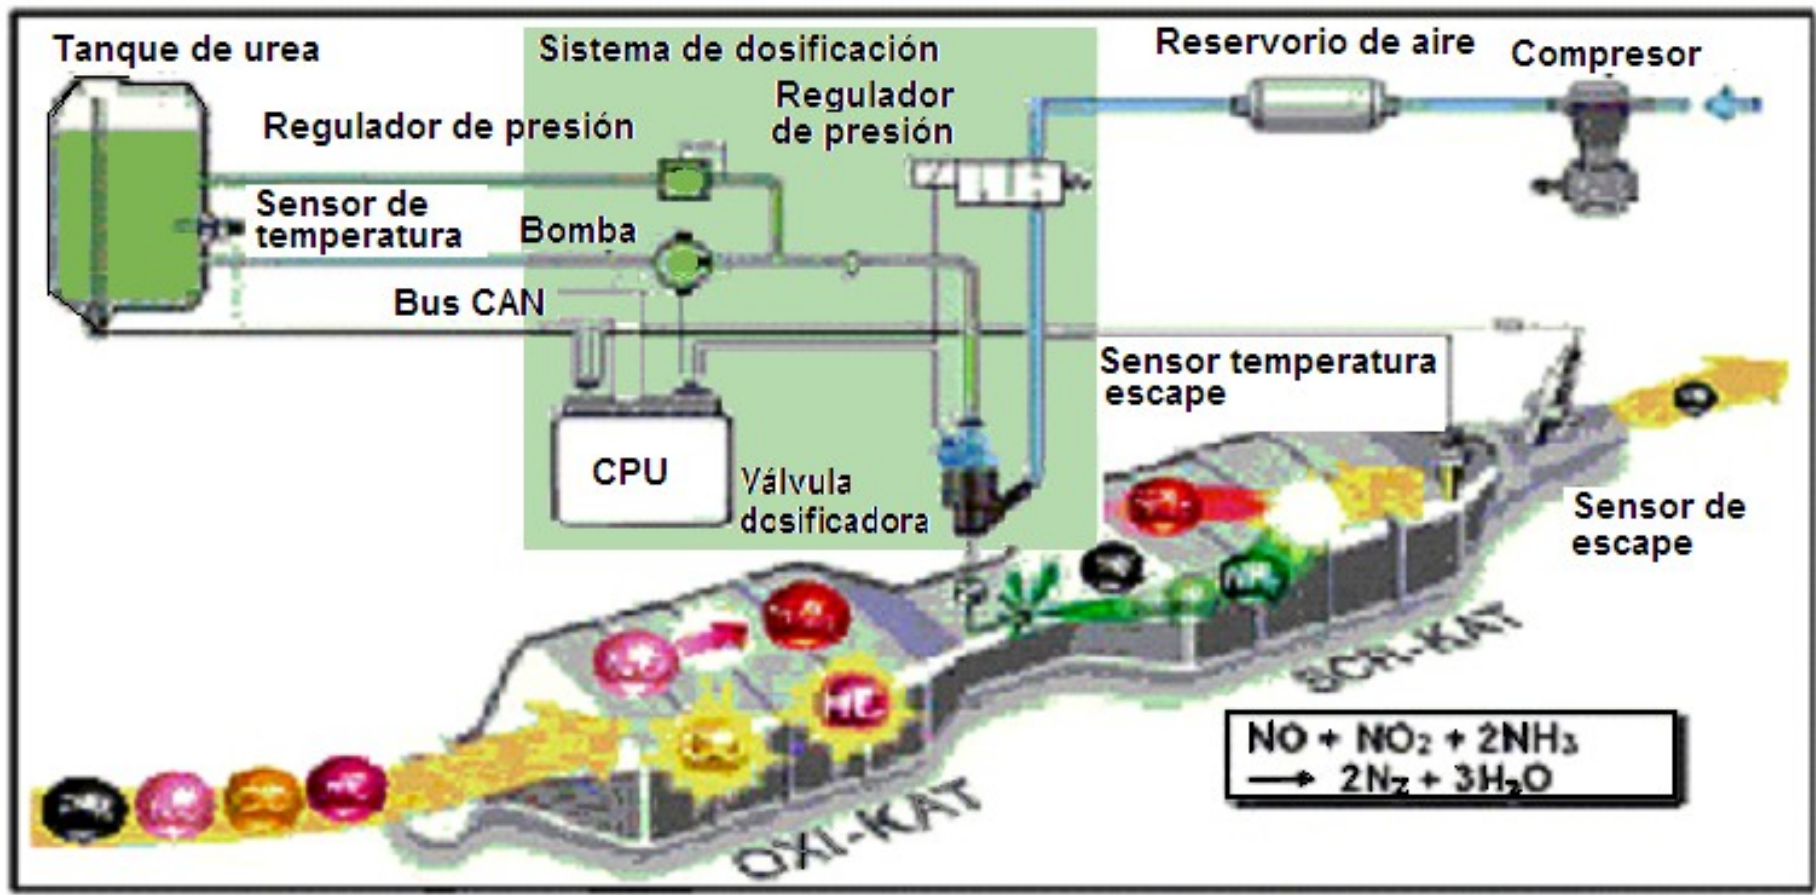 Tanque de urea
Sistema de dosificación
Reservorio de aire
Compresor
Regulador
de presión
Regulador de presión
Sensor de
temperatura
Bomba
Bus CAN
Sensor temperatura
escape
CPU
Válvula
dosificadora
Sensor de
escape
HC
SCR-KAT
NO + NO₂ + 2NH₃
→ 2N₂ + 3H₂O
OXI-KAT